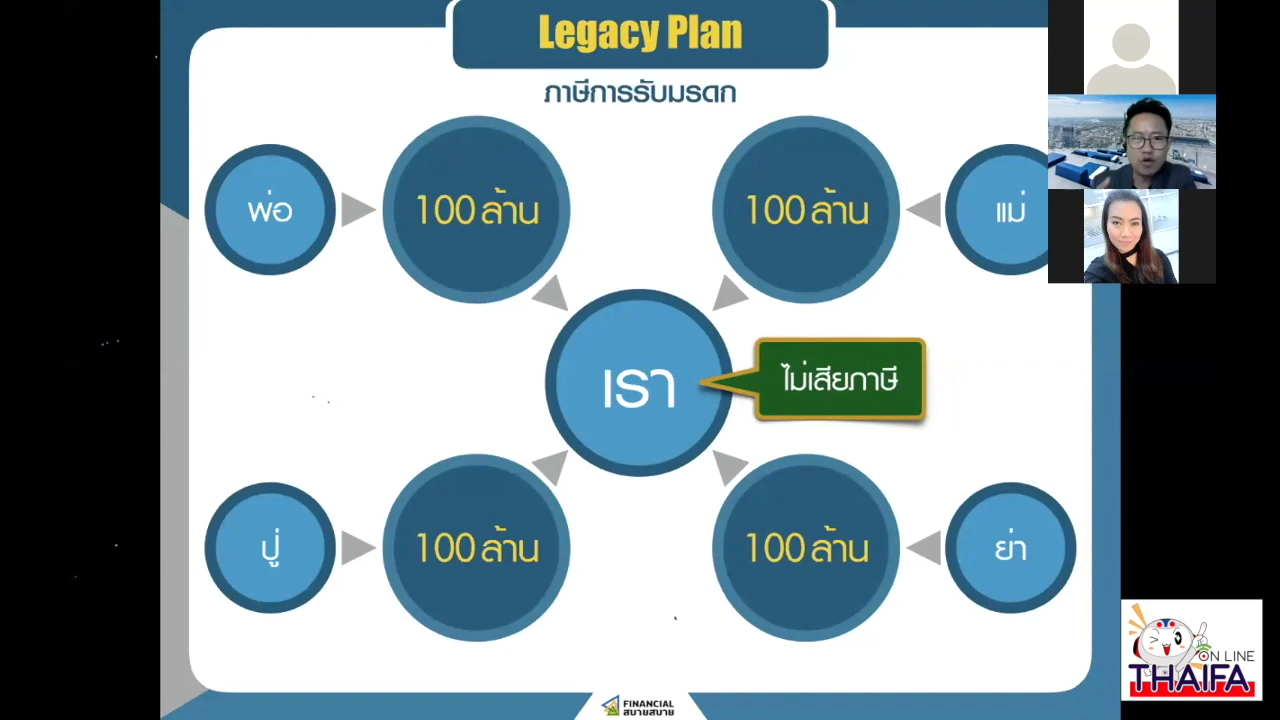 Legacy Plan
ภาษีการรับมรดก
พ่อ
100 ล้าน
100 ล้าน
แม่
เรา
ไม่เสียภาษี
ปู่
100 ล้าน
100 ล้าน
ย่า
FINANCIAL
สบายสบาย
ON LINE
THAIFA